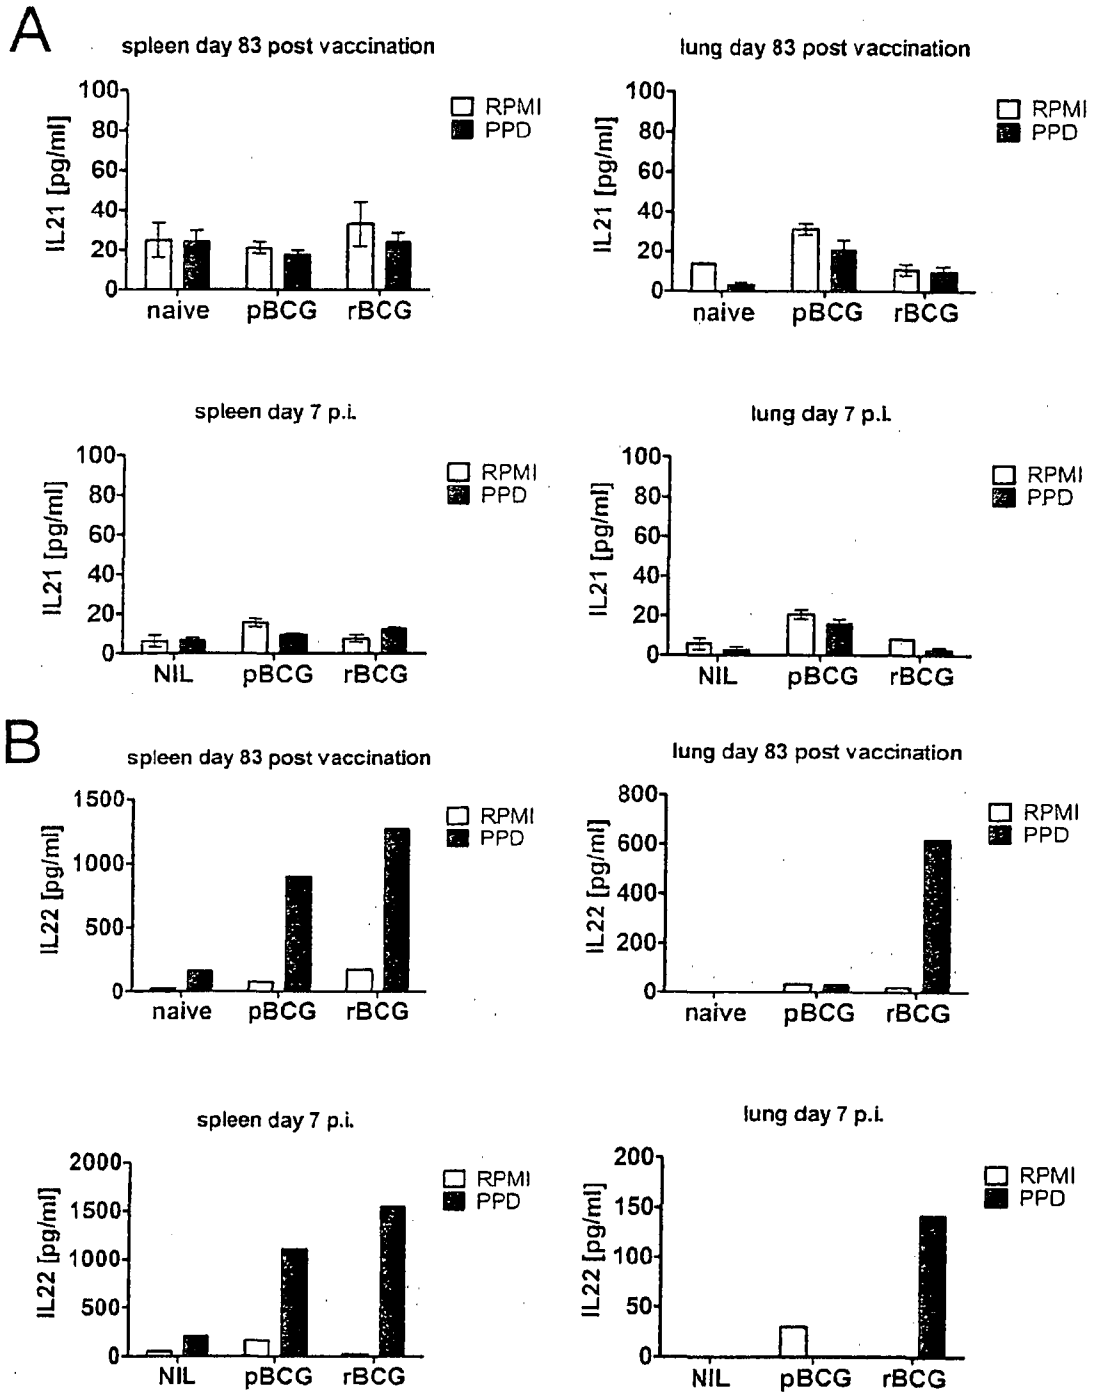 A
spleen day 83 post vaccination
100
80
60
40
20
0
IL21 [pg/ml]
RPMI
PPD
naive pBCG rBCG
lung day 83 post vaccination
100
80
60
40
20
0
IL21 [pg/ml]
RPMI
PPD
naive pBCG rBCG
spleen day 7 p.i.
100
80
60
40
20
0
IL21 [pg/ml]
RPMI
PPD
NIL pBCG rBCG
lung day 7 p.i.
100
80
60
40
20
0
IL21 [pg/ml]
RPMI
PPD
NIL pBCG rBCG
B
spleen day 83 post vaccination
1500
1000
500
0
IL22 [pg/ml]
RPMI
PPD
naive pBCG rBCG
lung day 83 post vaccination
800
600
400
200
0
IL22 [pg/ml]
RPMI
PPD
naive pBCG rBCG
spleen day 7 p.i.
2000
1500
1000
500
0
IL22 [pg/ml]
RPMI
PPD
NIL pBCG rBCG
lung day 7 p.i.
200
150
100
50
0
IL22 [pg/ml]
RPMI
PPD
NIL pBCG rBCG